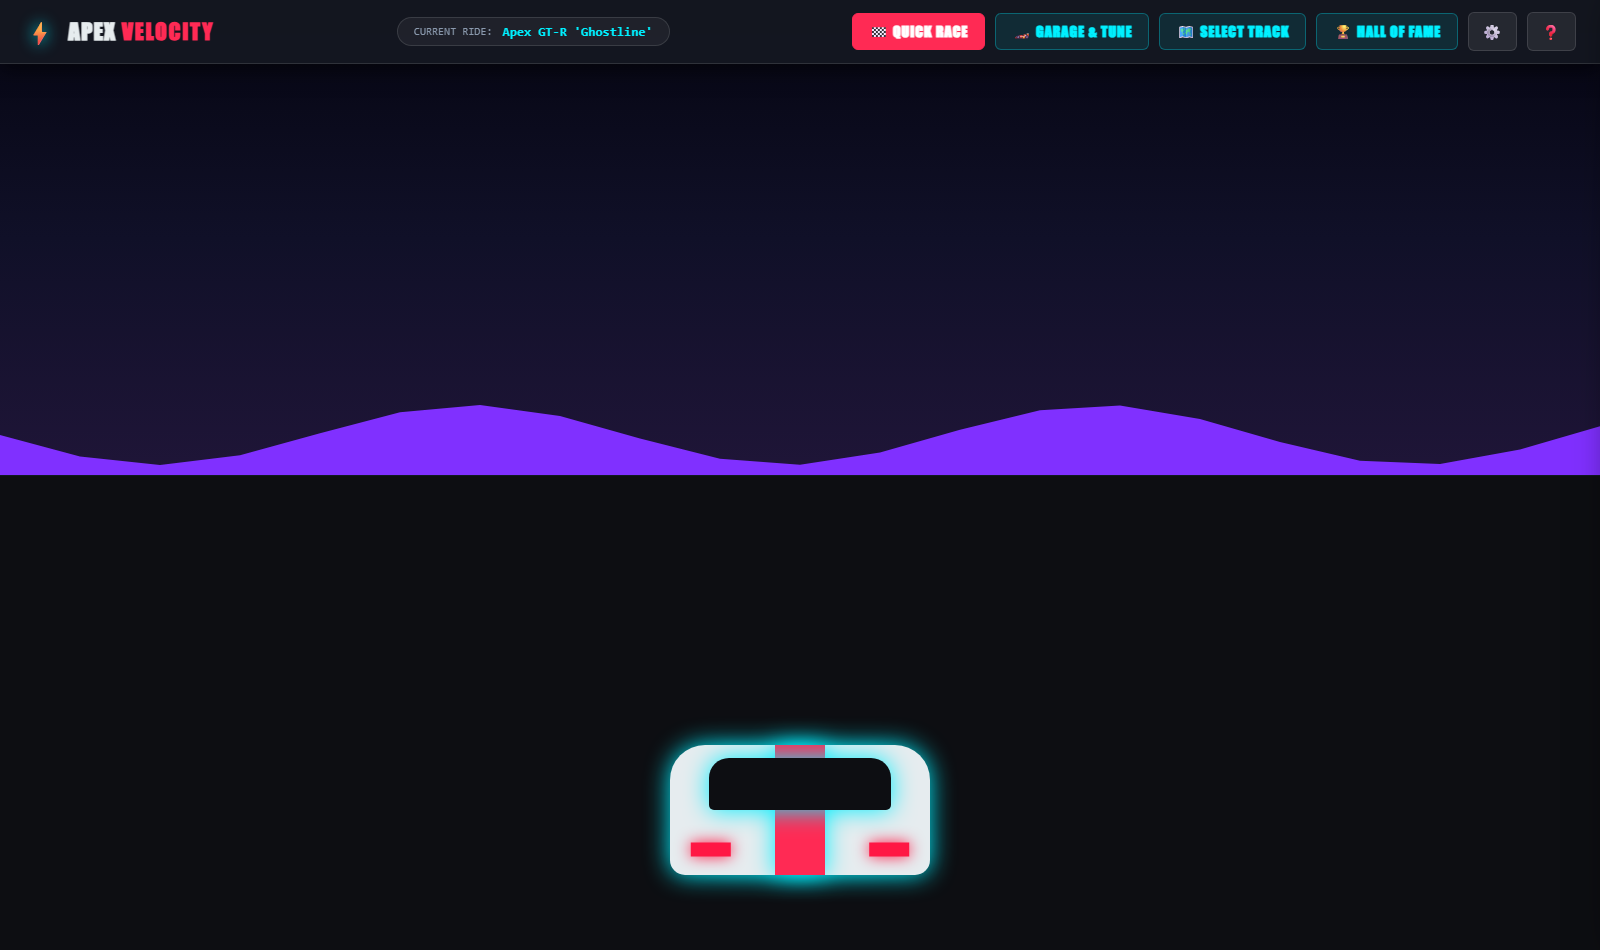 APEX VELOCITY
CURRENT RIDE: Apex GT-R 'Ghostline'
QUICK RACE
GARAGE & TUNE
SELECT TRACK
HALL OF FAME